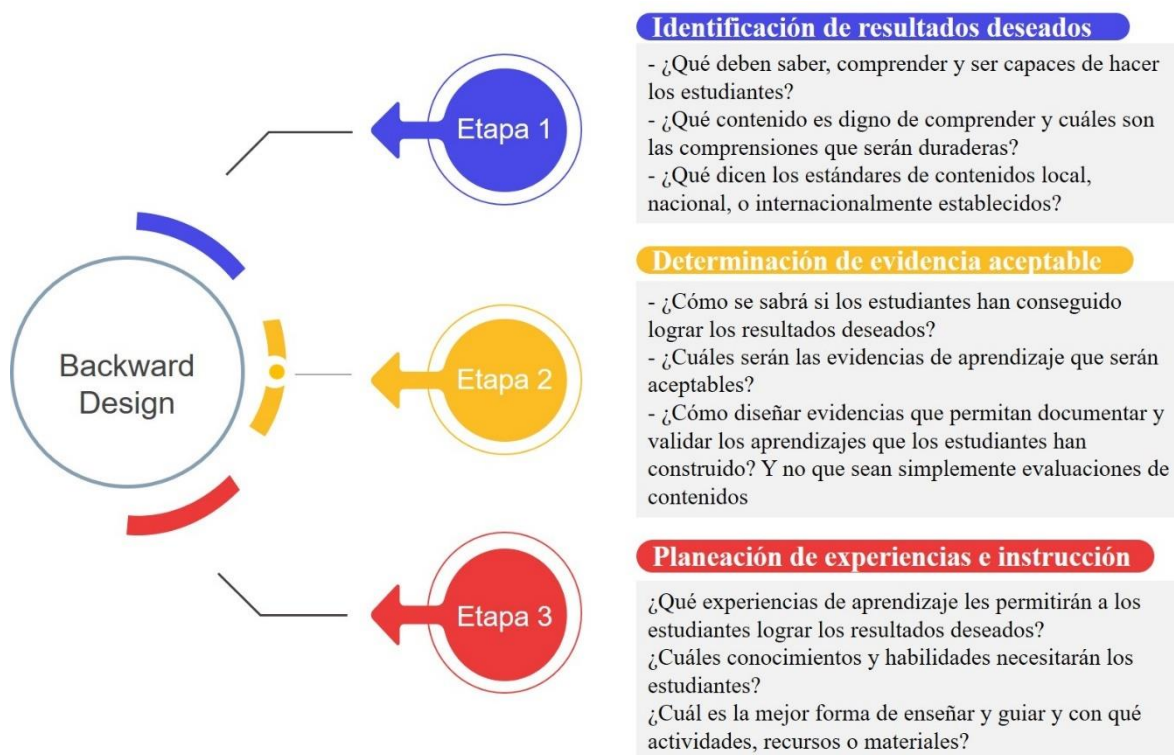 Backward
Design
Etapa 1
Identificación de resultados deseados
- ¿Qué deben saber, comprender y ser capaces de hacer
los estudiantes?
- ¿Qué contenido es digno de comprender y cuáles son
las comprensiones que serán duraderas?
- ¿Qué dicen los estándares de contenidos local,
nacional, o internacionalmente establecidos?
Etapa 2
Determinación de evidencia aceptable
- ¿Cómo se sabrá si los estudiantes han conseguido
lograr los resultados deseados?
- ¿Cuáles serán las evidencias de aprendizaje que serán
aceptables?
- ¿Cómo diseñar evidencias que permitan documentar y
validar los aprendizajes que los estudiantes han
construido? Y no que sean simplemente evaluaciones de
contenidos
Etapa 3
Planeación de experiencias e instrucción
¿Qué experiencias de aprendizaje les permitirán a los
estudiantes lograr los resultados deseados?
¿Cuáles conocimientos y habilidades necesitarán los
estudiantes?
¿Cuál es la mejor forma de enseñar y guiar y con qué
actividades, recursos o materiales?